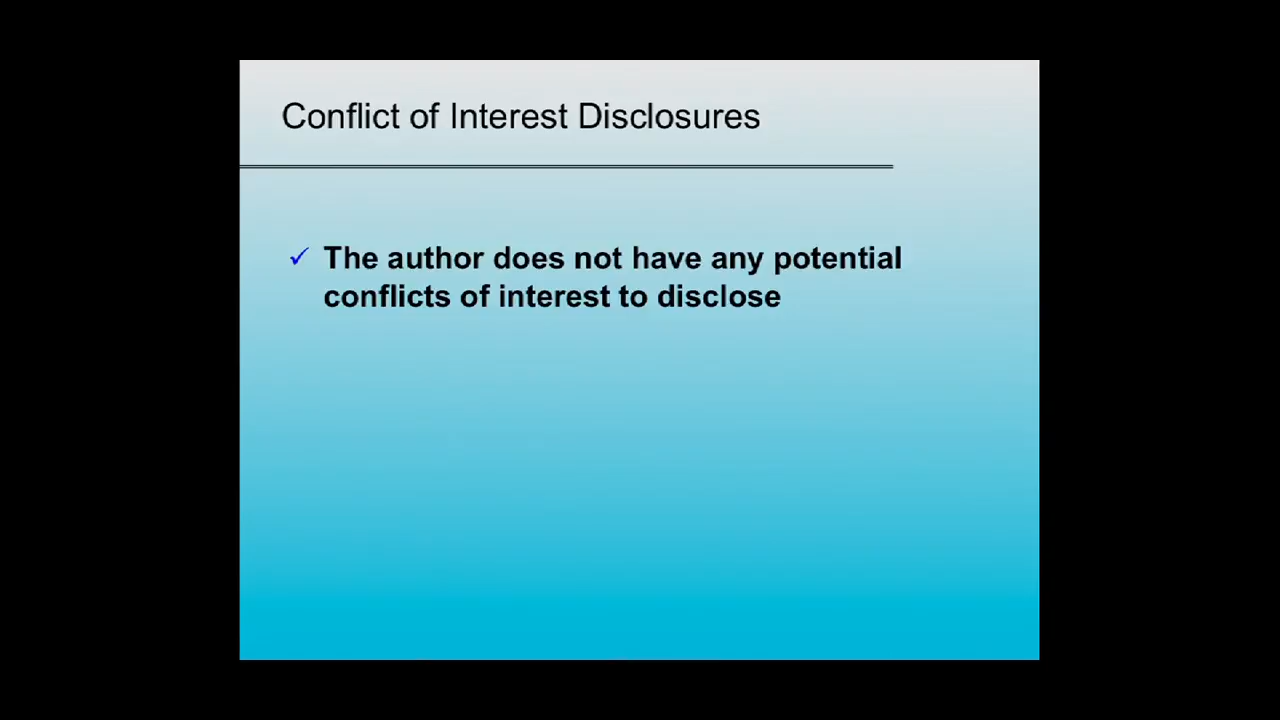 Conflict of Interest Disclosures
✓ The author does not have any potential
conflicts of interest to disclose